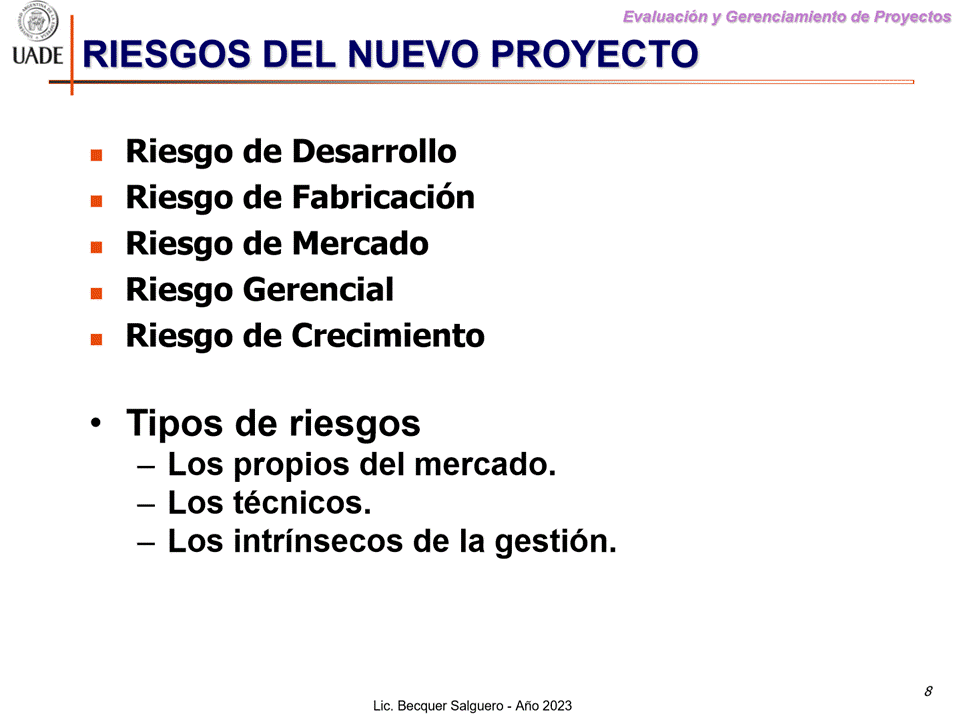 Evaluación y Gerenciamiento de Proyectos
UADE
RIESGOS DEL NUEVO PROYECTO
Riesgo de Desarrollo
Riesgo de Fabricación
Riesgo de Mercado
Riesgo Gerencial
Riesgo de Crecimiento
• Tipos de riesgos
– Los propios del mercado.
– Los técnicos.
– Los intrínsecos de la gestión.
8
Lic. Becquer Salguero - Año 2023